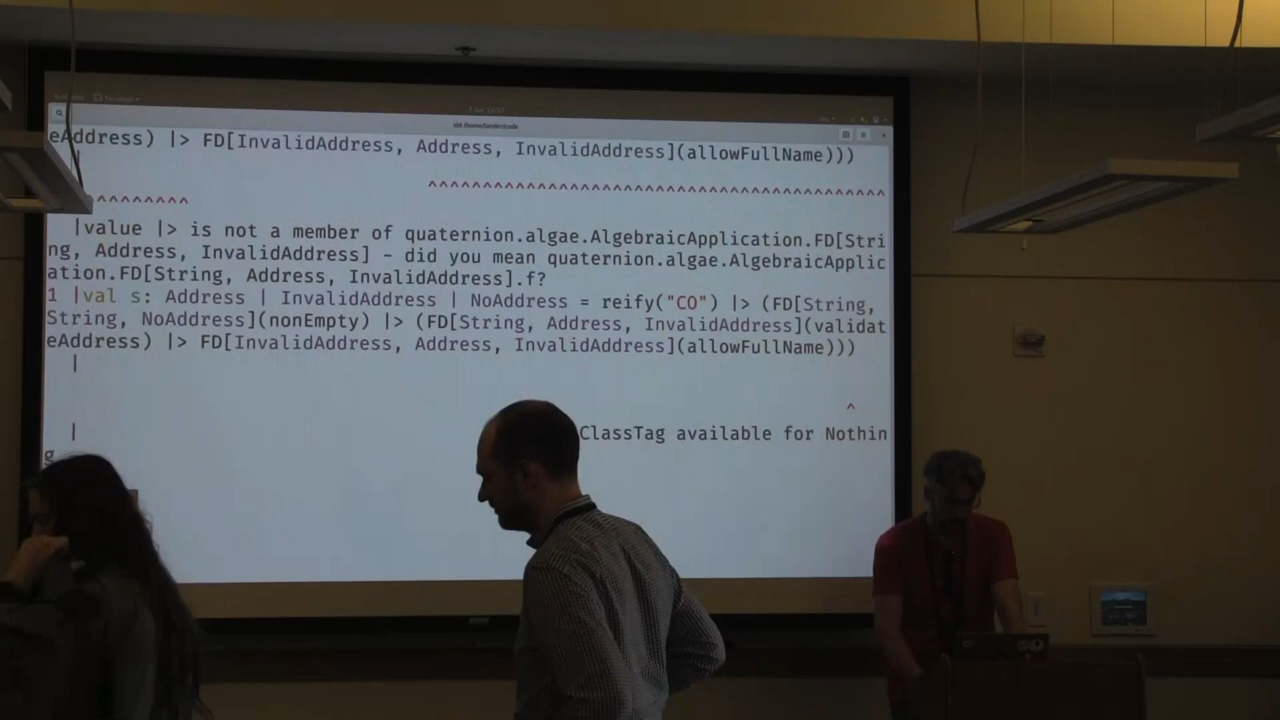 eAddress) |> FD[InvalidAddress, Address, InvalidAddress](allowFullName)))
^^^^^^^^^^^^^^^^^^^^^^^^^^^^^^^^^^^^^^^^^^
^^^^^^^^
|value |> is not a member of quaternion.algae.AlgebraicApplication.FD[Stri
ng, Address, InvalidAddress] - did you mean quaternion.algae.AlgebraicApplic
ation.FD[String, Address, InvalidAddress].f?
1 |val s: Address | InvalidAddress | NoAddress = reify("CO") |> (FD[String,
String, NoAddress](nonEmpty) |> (FD[String, Address, InvalidAddress](validat
eAddress) |> FD[InvalidAddress, Address, InvalidAddress](allowFullName)))
|
^
| ClassTag available for Nothin
g